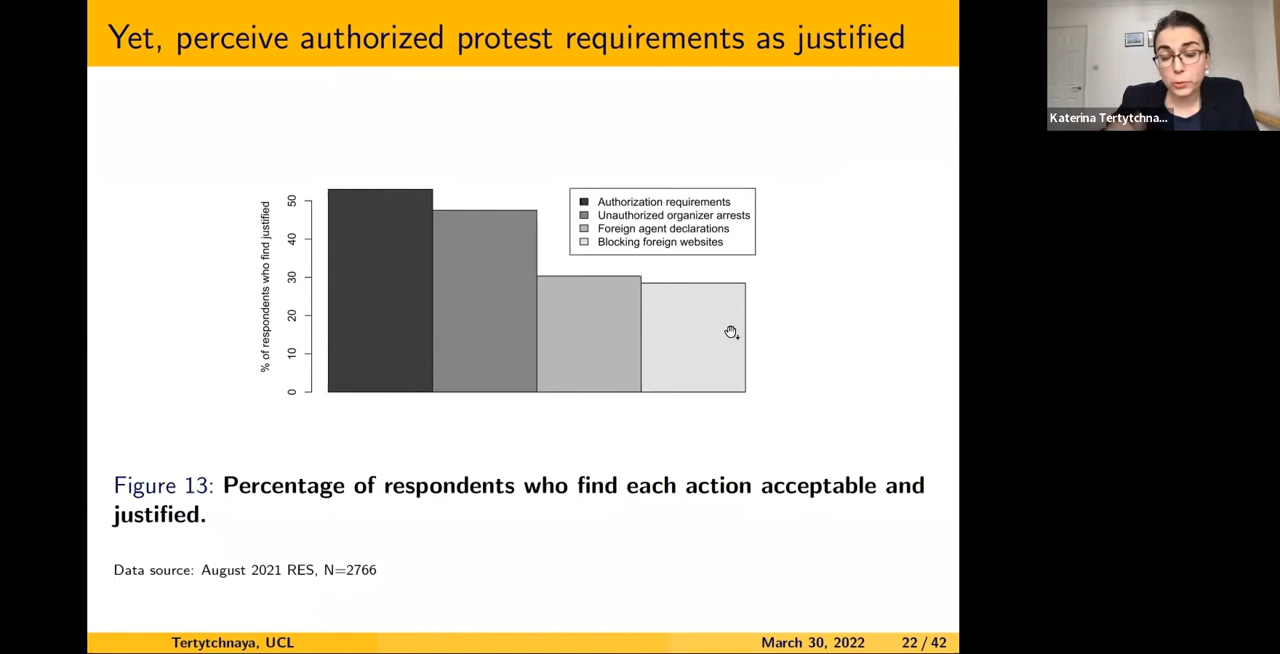 Yet, perceive authorized protest requirements as justified
Katerina Tertytchna...
% of respondents who find justified
50
40
30
20
10
0
Authorization requirements
Unauthorized organizer arrests
Foreign agent declarations
Blocking foreign websites
Figure 13: Percentage of respondents who find each action acceptable and
justified.
Data source: August 2021 RES, N=2766
Tertytchnaya, UCL
March 30, 2022
22 / 42